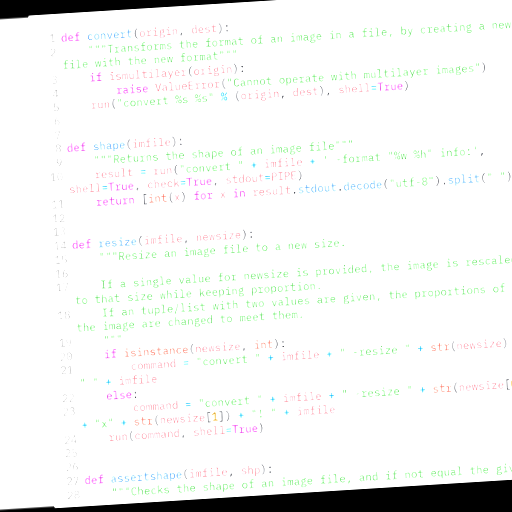 1 def convert(origin, dest):
2 """Transforms the format of an image in a file, by creating a new
file with the new format"""
3 if ismultilayer(origin):
4 raise ValueError("Cannot operate with multilayer images")
5 run("convert %s %s" % (origin, dest), shell=True)
6
7
8 def shape(imfile):
9 """Returns the shape of an image file"""
10 result = run("convert " + imfile + ' -format "%w %h" info:',
shell=True, check=True, stdout=PIPE)
11 return [int(x) for x in result.stdout.decode("utf-8").split(" ")
12
13
14 def resize(imfile, newsize):
15 """Resize an image file to a new size.
16
17 If a single value for newsize is provided, the image is rescale
to that size while keeping proportion.
18 If an tuple/list with two values are given, the proportions of
the image are changed to meet them.
19 """
20 if isinstance(newsize, int):
21 command = "convert " + imfile + " -resize " + str(newsize)
" " + imfile
22 else:
23 command = "convert " + imfile + " -resize " + str(newsize[
+ "x" + str(newsize[1]) + "! " + imfile
24 run(command, shell=True)
25
26
27 def assertshape(imfile, shp):
28 """Checks the shape of an image file, and if not equal the giv